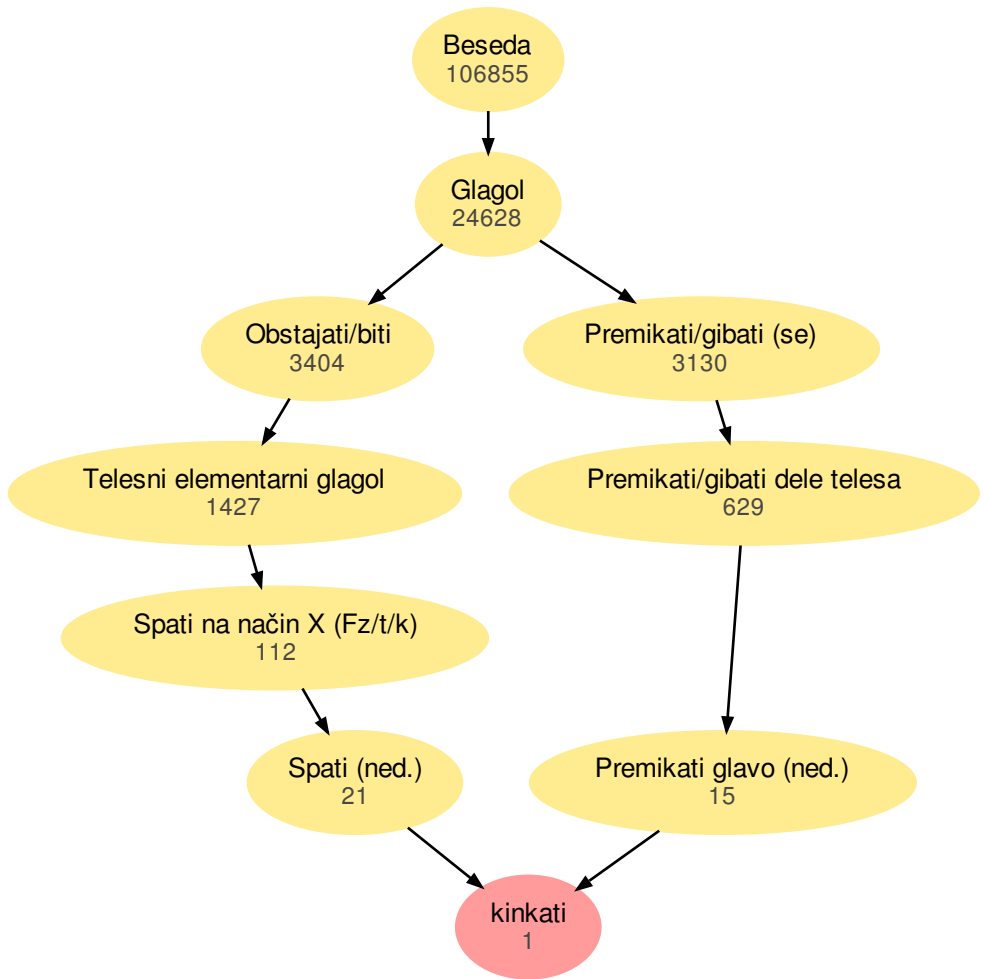 Beseda
106855
Glagol
24628
Obstajati/biti
3404
Premikati/gibati (se)
3130
Telesni elementarni glagol
1427
Premikati/gibati dele telesa
629
Spati na način X (Fz/t/k)
112
Spati (ned.)
21
Premikati glavo (ned.)
15
kinkati
1